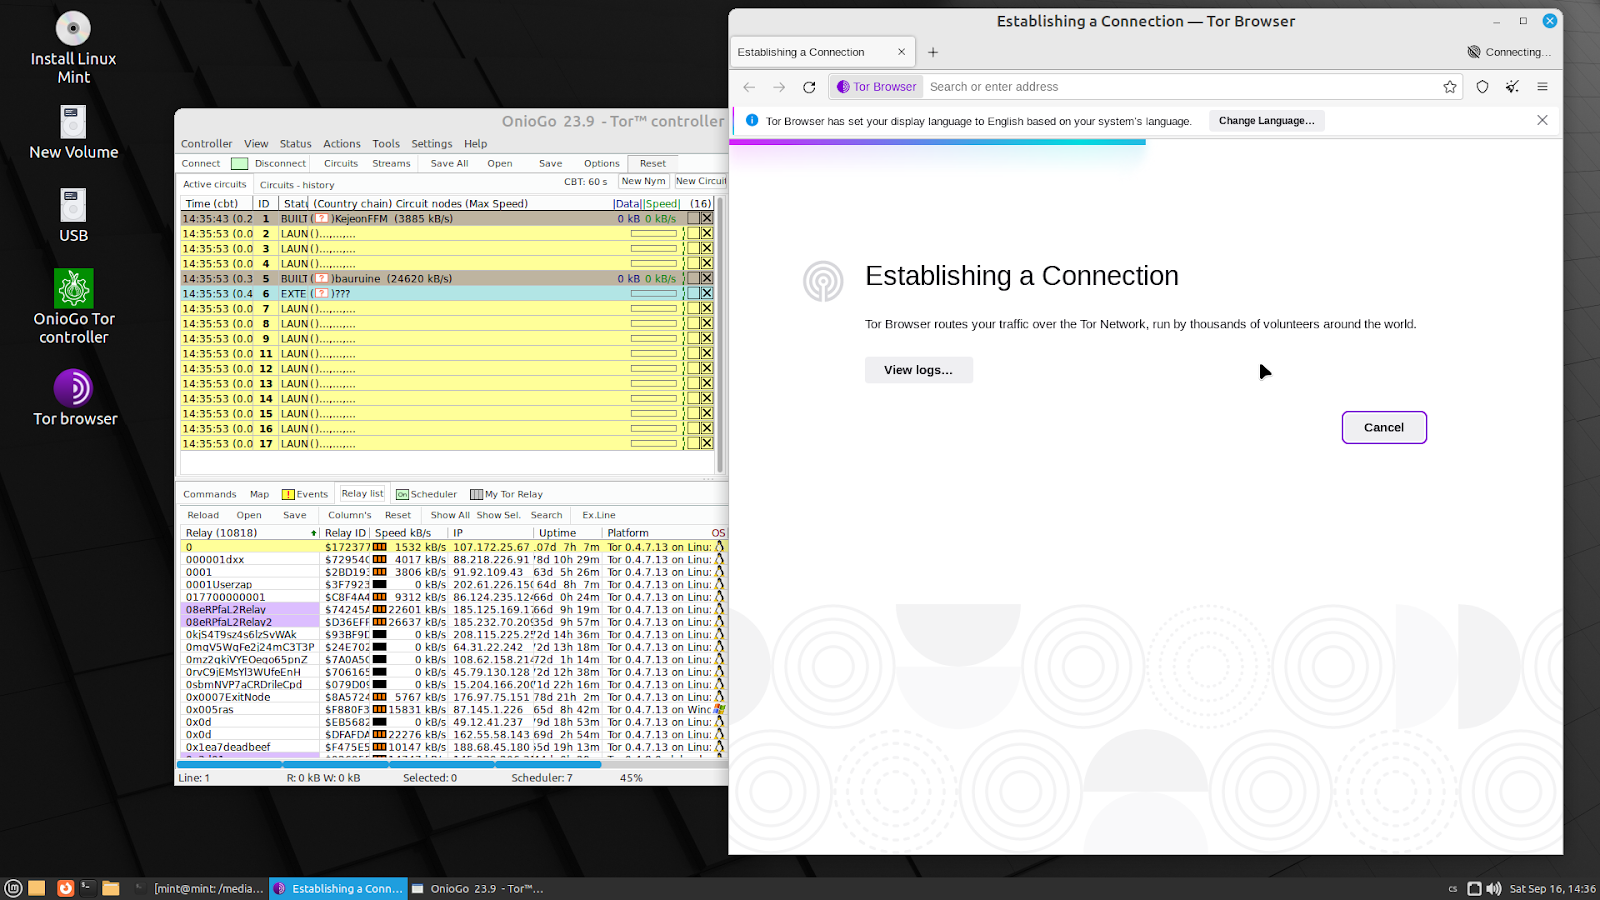 Install Linux
Mint
New Volume
USB
OnioGo Tor
controller
Tor browser
OnioGo 23.9 - Tor™ controller
Controller View Status Actions Tools Settings Help
Connect Disconnect Circuits Streams Save All Open Save Options Reset
Active circuits Circuits - history CBT: 60 s New Nym New Circuit
Time (cbt) ID Statu (Country chain) Circuit nodes (Max Speed) |Data||Speed| (16)
14:35:43 (0.2 1 BUILT (?)KejeonFFM (3885 kB/s) 0 kB 0 kB/s
14:35:53 (0.0 2 LAUN ()...,...,...
14:35:53 (0.0 3 LAUN ()...,...,...
14:35:53 (0.0 4 LAUN ()...,...,...
14:35:53 (0.3 5 BUILT (?)bauruine (24620 kB/s) 0 kB 0 kB/s
14:35:53 (0.4 6 EXTE (?)???
14:35:53 (0.0 7 LAUN ()...,...,...
14:35:53 (0.0 8 LAUN ()...,...,...
14:35:53 (0.0 9 LAUN ()...,...,...
14:35:53 (0.0 11 LAUN ()...,...,...
14:35:53 (0.0 12 LAUN ()...,...,...
14:35:53 (0.0 13 LAUN ()...,...,...
14:35:53 (0.0 14 LAUN ()...,...,...
14:35:53 (0.0 15 LAUN ()...,...,...
14:35:53 (0.0 16 LAUN ()...,...,...
14:35:53 (0.0 17 LAUN ()...,...,...
Commands Map Events Relay list Scheduler My Tor Relay
Reload Open Save Column's Reset Show All Show Sel. Search Ex.Line
Relay (10818) Relay ID Speed kB/s IP Uptime Platform OS
0 $172377 1532 kB/s 107.172.25.67 .07d 7h 7m Tor 0.4.7.13 on Linu:
000001dxx $72954C 4017 kB/s 88.218.226.91 '8d 10h 29m Tor 0.4.7.13 on Linu:
0001 $2BD193 3806 kB/s 91.92.109.43 63d 5h 26m Tor 0.4.7.13 on Linu:
0001Userzap $3F7923 0 kB/s 202.61.226.15( 64d 8h 7m Tor 0.4.7.13 on Linu:
017700000001 $C8F4A4 9312 kB/s 86.124.235.124 66d 0h 24m Tor 0.4.7.13 on Linu:
08eRPfaL2Relay $74245A 22601 kB/s 185.125.169.1 66d 9h 19m Tor 0.4.7.13 on Linu:
08eRPfaL2Relay2 $D36EFF 26637 kB/s 185.232.70.20 35d 9h 57m Tor 0.4.7.13 on Linu:
0kjS4T9sz4s6lzSvWAk $93BF9D 0 kB/s 208.115.225.2 '2d 14h 36m Tor 0.4.7.13 on Linu:
0mqV5WqFe2j24mC3T3P $24E702 0 kB/s 64.31.22.242 '2d 13h 18m Tor 0.4.7.13 on Linu:
0mz2qkiVYEOeqo65pnZ $7A0A5C 0 kB/s 108.62.158.21 '2d 1h 14m Tor 0.4.7.13 on Linu:
0rvC9jEMsYl3WUfeEnH $706165 0 kB/s 45.79.130.128 '2d 12h 38m Tor 0.4.7.13 on Linu:
0sbmNVP7aCRDrileCpd $079D09 0 kB/s 15.204.166.20 '1d 22h 16m Tor 0.4.7.13 on Linu:
0x0007ExitNode $8A5724 5767 kB/s 176.97.75.151 78d 21h 2m Tor 0.4.7.13 on Linu:
0x005ras $F880F3 15831 kB/s 87.145.1.226 65d 8h 42m Tor 0.4.7.13 on Winc
0x0d $EB5682 0 kB/s 49.12.41.237 '9d 18h 53m Tor 0.4.7.13 on Linu:
0x0d $DFAFDA 22276 kB/s 162.55.58.143 69d 2h 54m Tor 0.4.7.13 on Linu:
0x1ea7deadbeef $F475E5 10147 kB/s 188.68.45.180 i5d 19h 13m Tor 0.4.7.13 on Linu:
Line: 1 R: 0 kB W: 0 kB Selected: 0 Scheduler: 7 45%
Establishing a Connection — Tor Browser
Establishing a Connection Connecting...
Tor Browser Search or enter address
Tor Browser has set your display language to English based on your system's language. Change Language...
Establishing a Connection
Tor Browser routes your traffic over the Tor Network, run by thousands of volunteers around the world.
View logs...
Cancel
[mint@mint: /media... Establishing a Conn... OnioGo 23.9 - Tor™... cs Sat Sep 16, 14:36